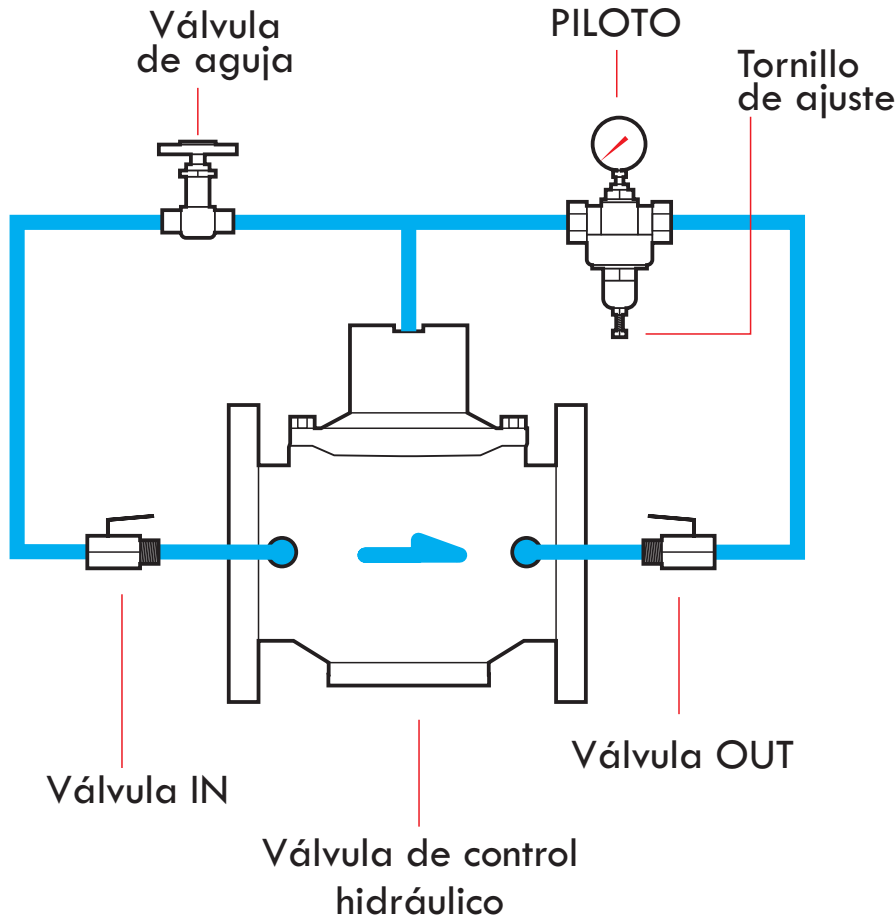 Válvula
de aguja
PILOTO
Tornillo
de ajuste
Válvula IN
Válvula OUT
Válvula de control
hidráulico